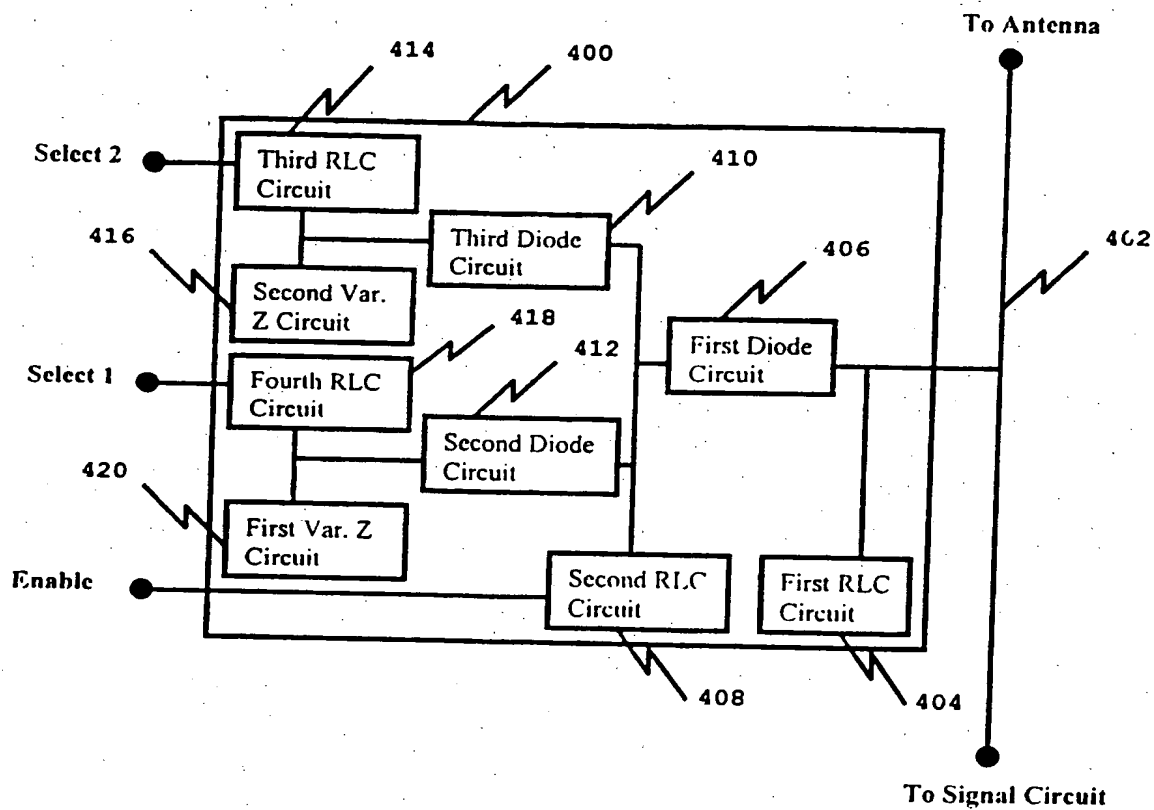 To Antenna
414
400
Select 2
Third RLC
Circuit
410
416
Third Diode
Circuit
406
402
Second Var.
Z Circuit
418
412
First Diode
Circuit
Select 1
Fourth RLC
Circuit
Second Diode
Circuit
420
First Var. Z
Circuit
Enable
Second RLC
Circuit
First RLC
Circuit
408
404
To Signal Circuit